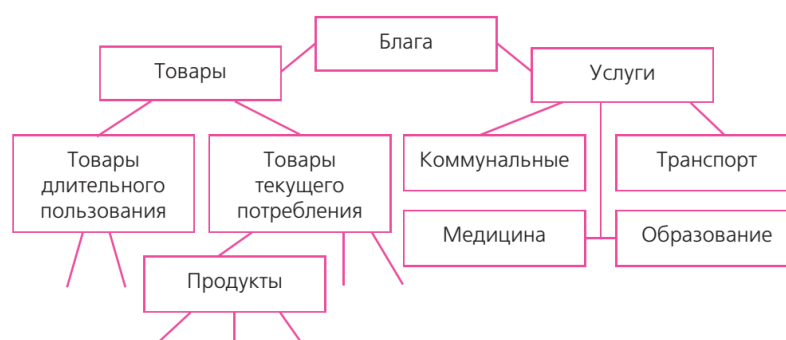 Блага
Товары
Услуги
Товары
длительного
пользования
Товары
текущего
потребления
Коммунальные
Транспорт
Медицина
Образование
Продукты